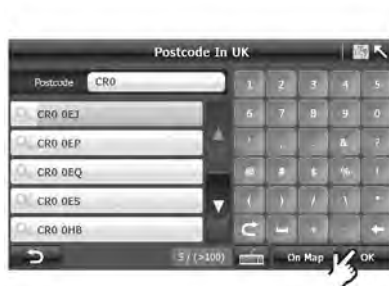 Postcode In UK
Postcode CR0
1 2 3 4 5
CR0 0EJ
6 7 8 9 0
CR0 0EP
CR0 0EQ
CR0 0ES
CR0 0HB
5 / (>100) On Map OK